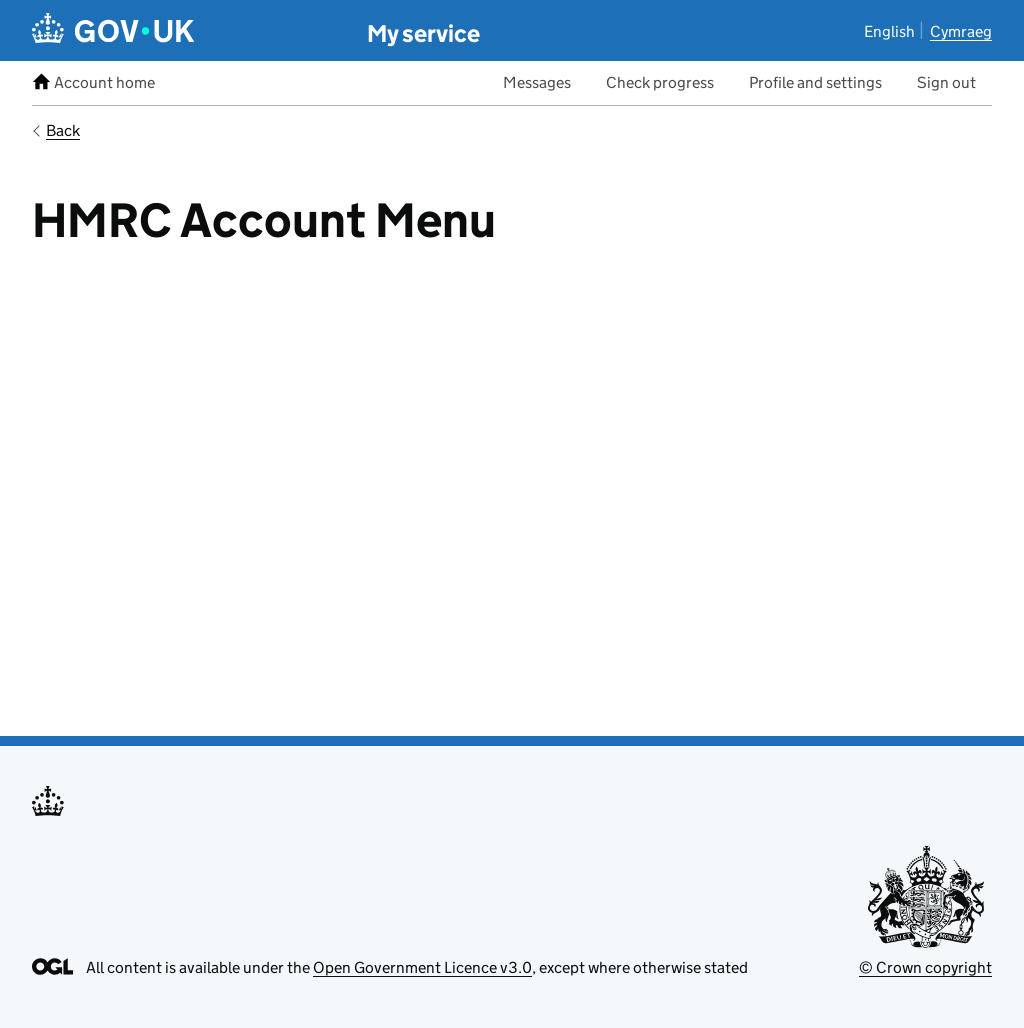 GOV·UK My service English Cymraeg
Account home Messages Check progress Profile and settings Sign out
Back
HMRC Account Menu
QUI
DIEU ET MON DROIT
OGL All content is available under the Open Government Licence v3.0, except where otherwise stated © Crown copyright